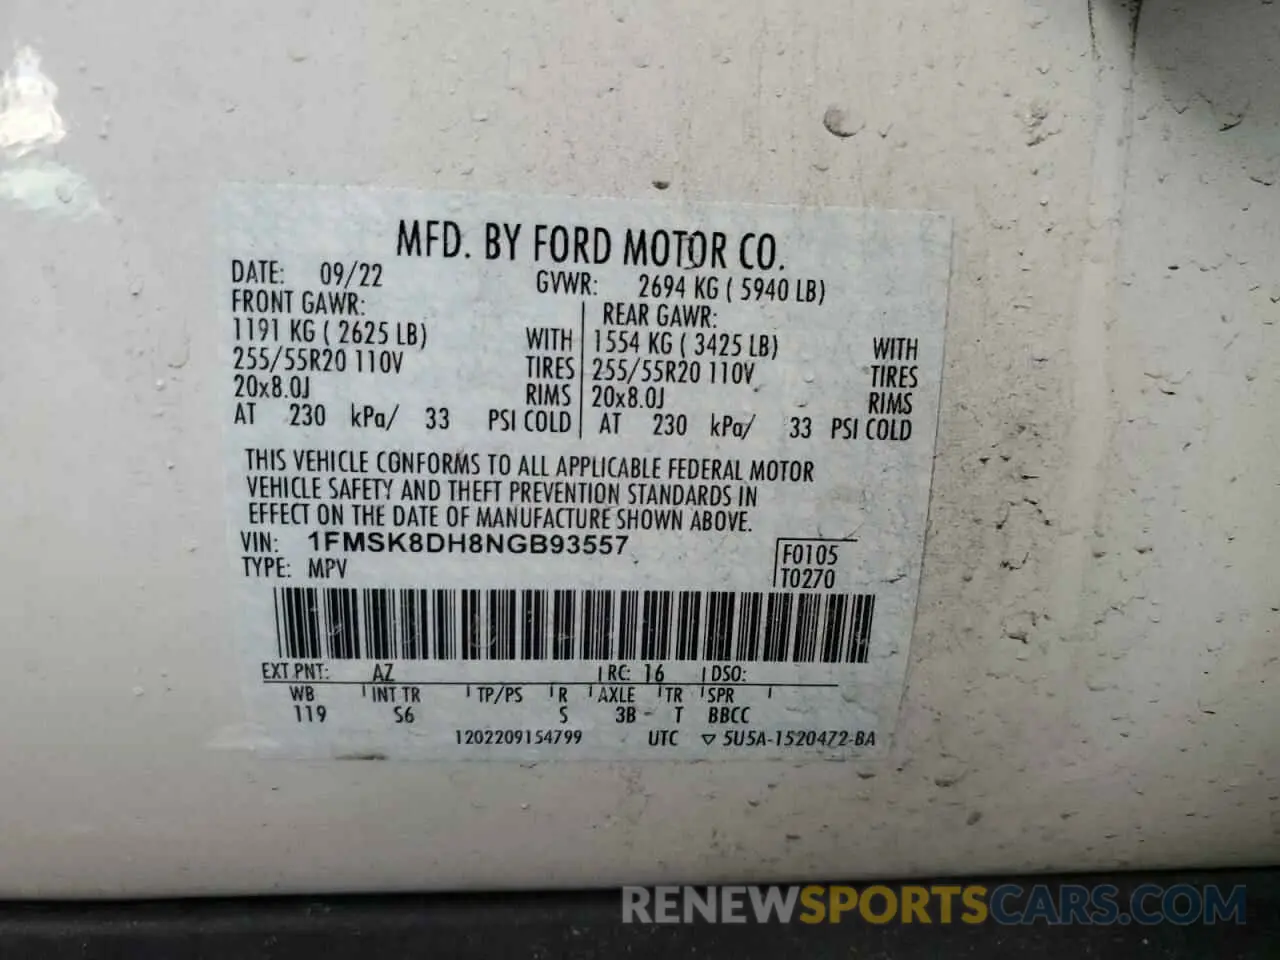 MFD. BY FORD MOTOR CO.
DATE: 09/22 GVWR: 2694 KG ( 5940 LB)
FRONT GAWR: REAR GAWR:
1191 KG ( 2625 LB) WITH 1554 KG ( 3425 LB) WITH
255/55R20 110V TIRES 255/55R20 110V TIRES
20x8.0J RIMS 20x8.0J RIMS
AT 230 kPa/ 33 PSI COLD AT 230 kPa/ 33 PSI COLD
THIS VEHICLE CONFORMS TO ALL APPLICABLE FEDERAL MOTOR
VEHICLE SAFETY AND THEFT PREVENTION STANDARDS IN
EFFECT ON THE DATE OF MANUFACTURE SHOWN ABOVE.
VIN: 1FMSK8DH8NGB93557 F0105
TYPE: MPV T0270
EXT PNT: AZ RC: 16 DSO:
WB INT TR TP/PS R AXLE TR SPR
119 S6 S 3B T BBCC
1202209154799 UTC ▽ 5U5A-1520472-BA
RENEWSPORTSCARS.COM